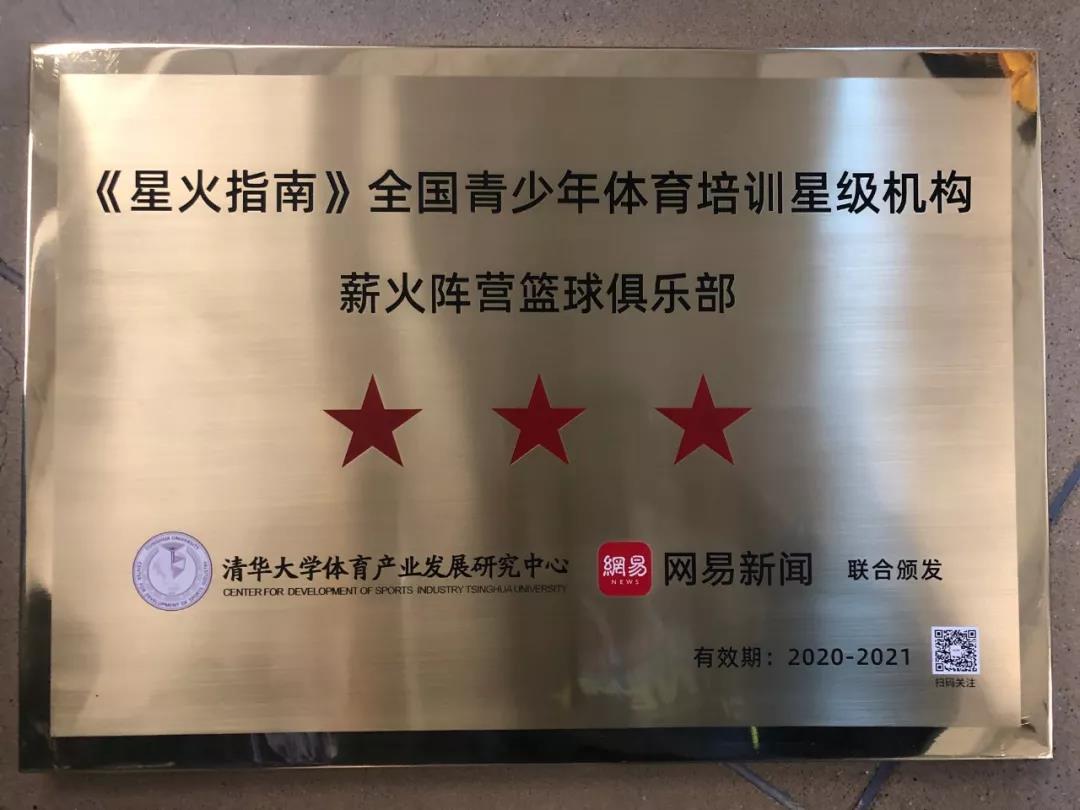 《星火指南》全国青少年体育培训星级机构
薪火阵营篮球俱乐部
清华大学体育产业发展研究中心
CENTER FOR DEVELOPMENT OF SPORTS INDUSTRY TSINGHUA UNIVERSITY
網易
NEWS
网易新闻
联合颁发
有效期：2020-2021
扫码关注